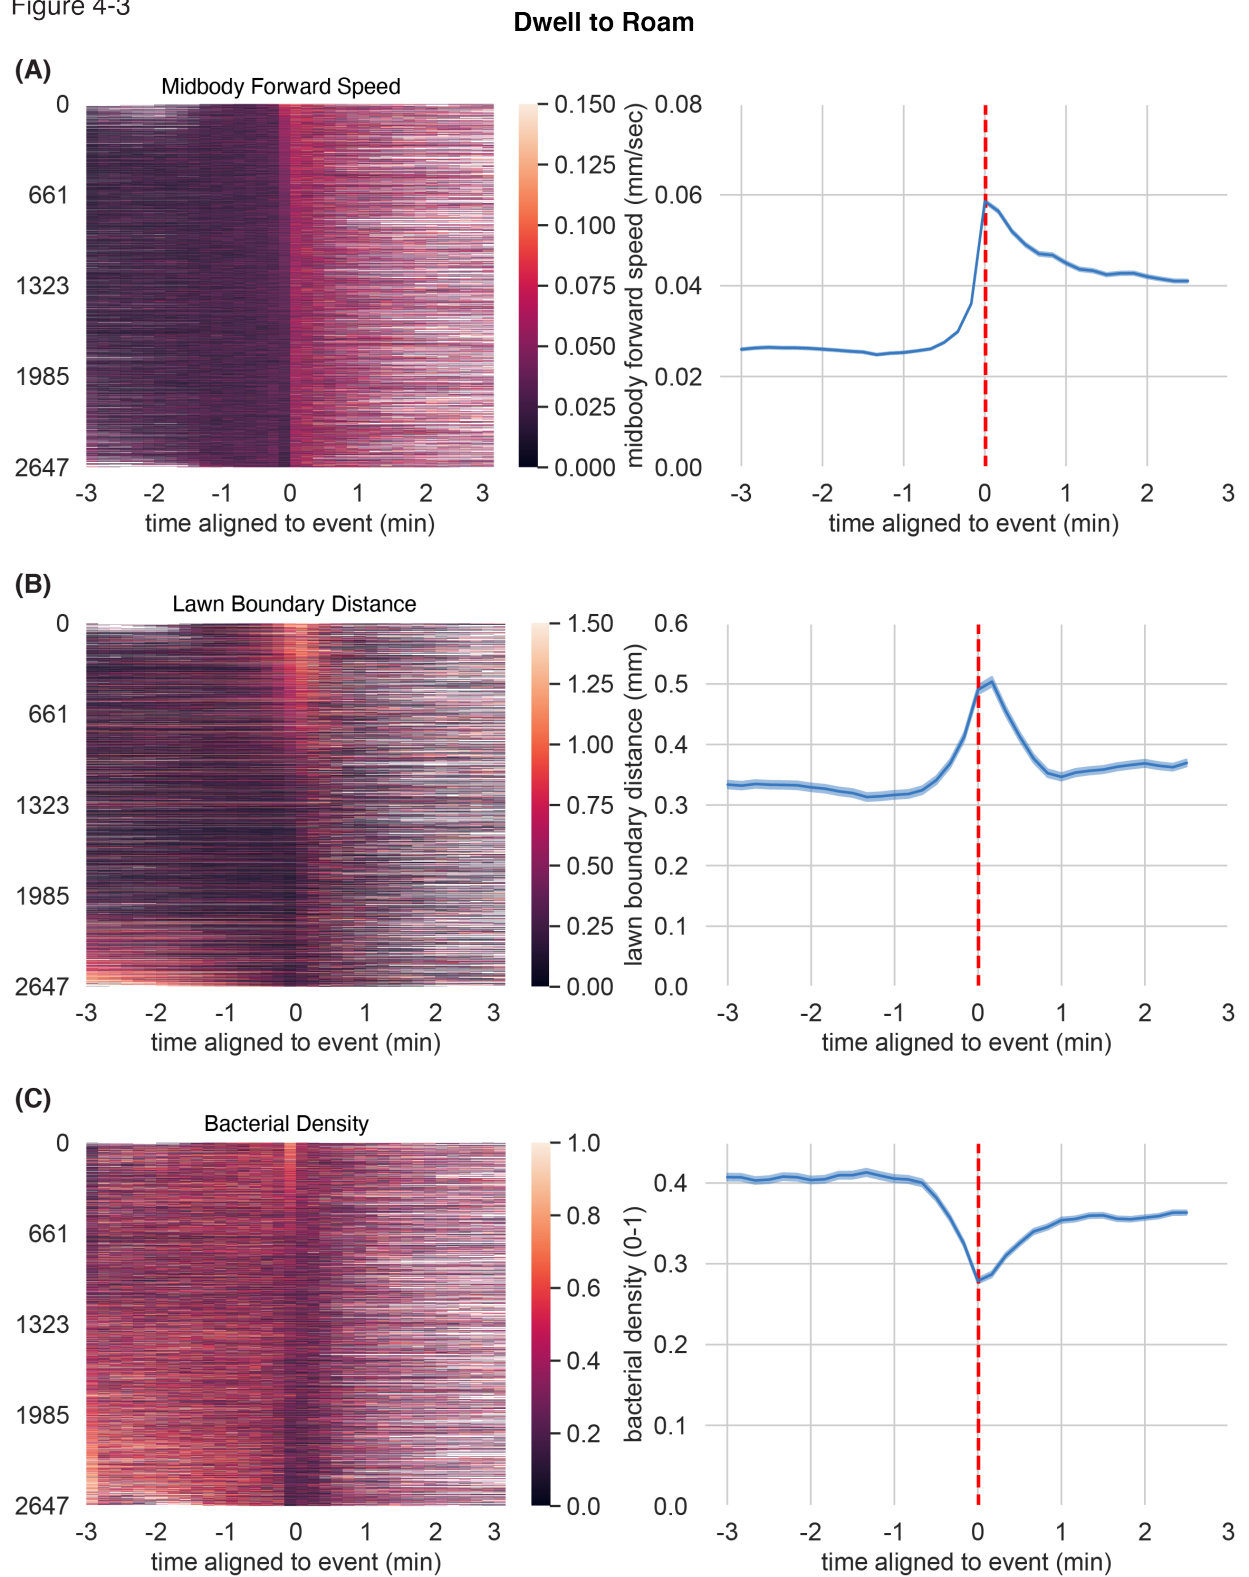 Figure 4-3
Dwell to Roam
(A)
Midbody Forward Speed
0
661
1323
1985
2647
-3 -2 -1 0 1 2 3
time aligned to event (min)
0.150
0.125
0.100
0.075
0.050
0.025
0.000
midbody forward speed (mm/sec)
0.08
0.06
0.04
0.02
0.00
-3 -2 -1 0 1 2 3
time aligned to event (min)
(B)
Lawn Boundary Distance
0
661
1323
1985
2647
-3 -2 -1 0 1 2 3
time aligned to event (min)
1.50
1.25
1.00
0.75
0.50
0.25
0.00
lawn boundary distance (mm)
0.6
0.5
0.4
0.3
0.2
0.1
0.0
-3 -2 -1 0 1 2 3
time aligned to event (min)
(C)
Bacterial Density
0
661
1323
1985
2647
-3 -2 -1 0 1 2 3
time aligned to event (min)
1.0
0.8
0.6
0.4
0.2
0.0
bacterial density (0-1)
0.4
0.3
0.2
0.1
0.0
-3 -2 -1 0 1 2 3
time aligned to event (min)